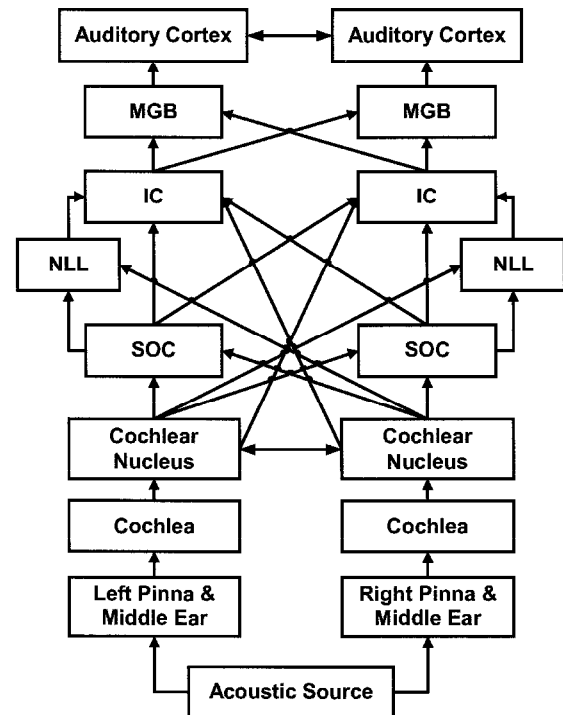 Auditory Cortex
Auditory Cortex
MGB
MGB
IC
IC
NLL
NLL
SOC
SOC
Cochlear
Nucleus
Cochlear
Nucleus
Cochlea
Cochlea
Left Pinna &
Middle Ear
Right Pinna &
Middle Ear
Acoustic Source